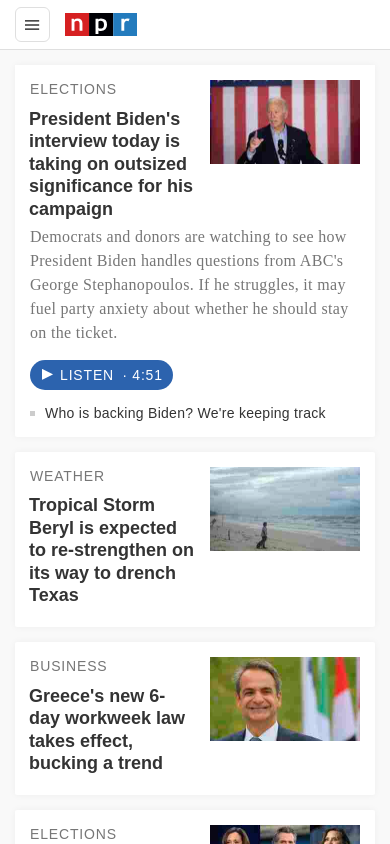 npr
ELECTIONS
President Biden's
interview today is
taking on outsized
significance for his
campaign
Democrats and donors are watching to see how
President Biden handles questions from ABC's
George Stephanopoulos. If he struggles, it may
fuel party anxiety about whether he should stay
on the ticket.
LISTEN · 4:51
Who is backing Biden? We're keeping track
WEATHER
Tropical Storm
Beryl is expected
to re-strengthen on
its way to drench
Texas
BUSINESS
Greece's new 6-
day workweek law
takes effect,
bucking a trend
ELECTIONS